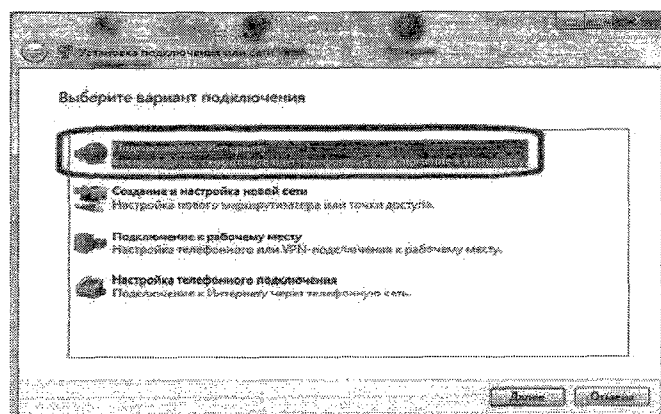 Установка подключения или сети
Выберите вариант подключения
Создание и настройка новой сети
Настройка нового маршрутизатора или точки доступа.
Подключение к рабочему месту
Настройка телефонного или VPN-подключения к рабочему месту.
Настройка телефонного подключения
Подключение к Интернету через телефонную сеть.
Далее
Отмена